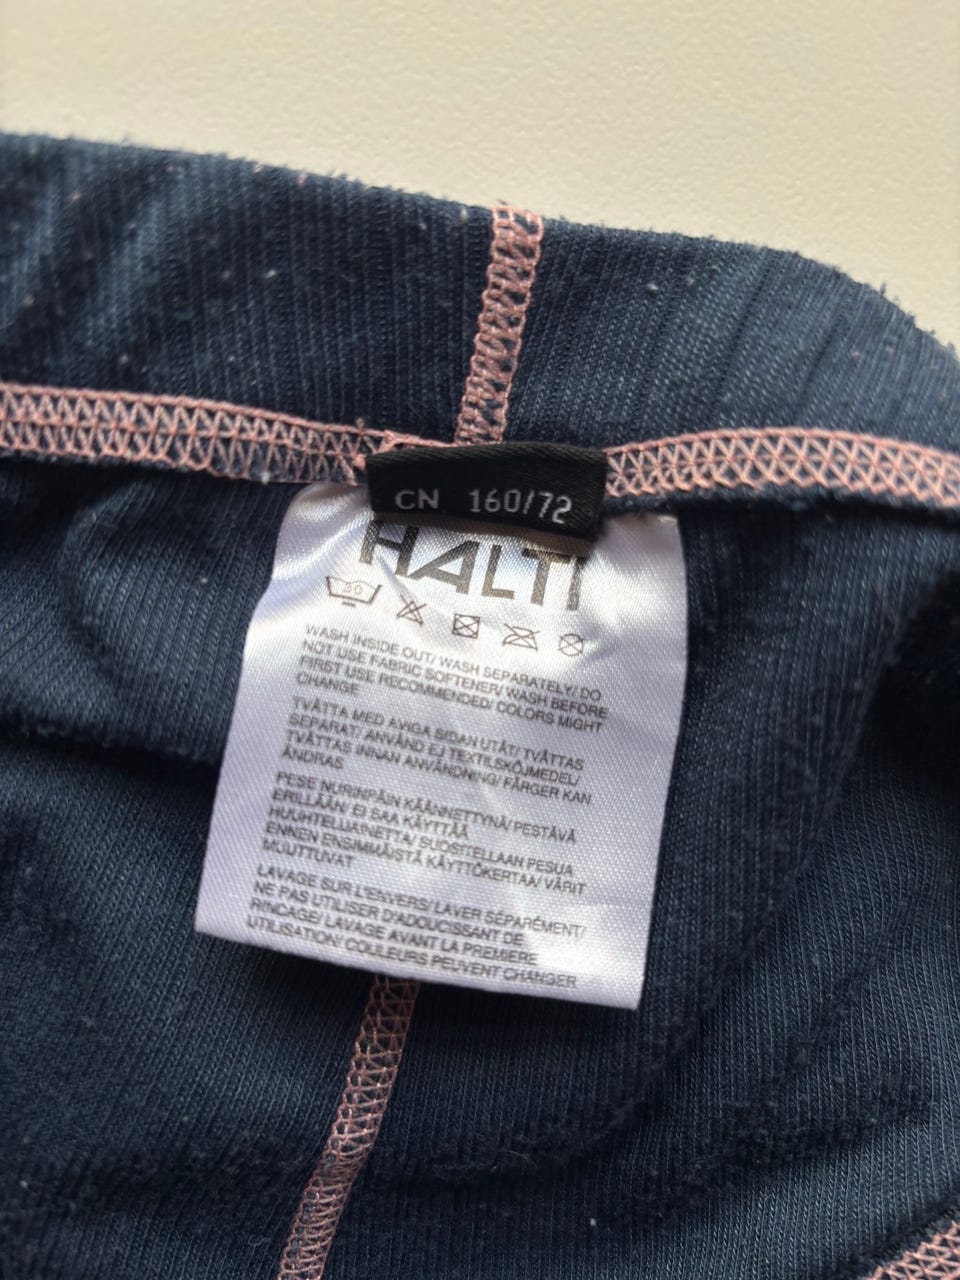 CN 160/72
HALTI
30
WASH INSIDE OUT/ WASH SEPARATELY/ DO
NOT USE FABRIC SOFTENER/ WASH BEFORE
FIRST USE RECOMMENDED/ COLORS MIGHT
CHANGE
TVÄTTA MED AVIGA SIDAN UTÅT/ TVÄTTAS
SEPARAT/ ANVÄND EJ TEXTILSKÖJMEDEL/
TVÄTTAS INNAN ANVÄNDNING/ FÄRGER KAN
ÄNDRAS
PESE NURINPÄIN KÄÄNNETTYNÄ/ PESTÄVÄ
ERILLÄÄN/ EI SAA KÄYTTÄÄ
HUUHTELUAINETTA/ SUOSITELLAAN PESUA
ENNEN ENSIMMÄISTÄ KÄYTTÖKERTAA/ VÄRIT
MUUTTUVAT
LAVAGE SUR L'ENVERS/ LAVER SÉPARÉMENT/
NE PAS UTILISER D'ADOUCISSANT DE
RINCAGE/ LAVAGE AVANT LA PREMIERE
UTILISATION/ COULEURS PEUVENT CHANGER